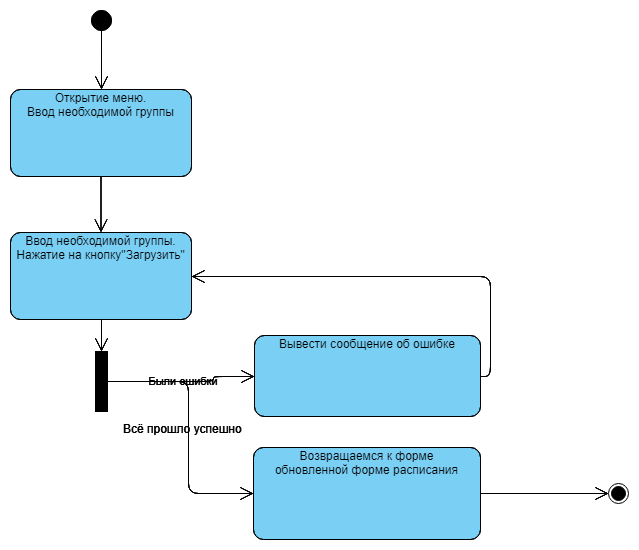 Открытие меню.
Ввод необходимой группы
Ввод необходимой группы.
Нажатие на кнопку"Загрузить"
Вывести сообщение об ошибке
Были ошибки
Всё прошло успешно
Возвращаемся к форме
обновленной форме расписания